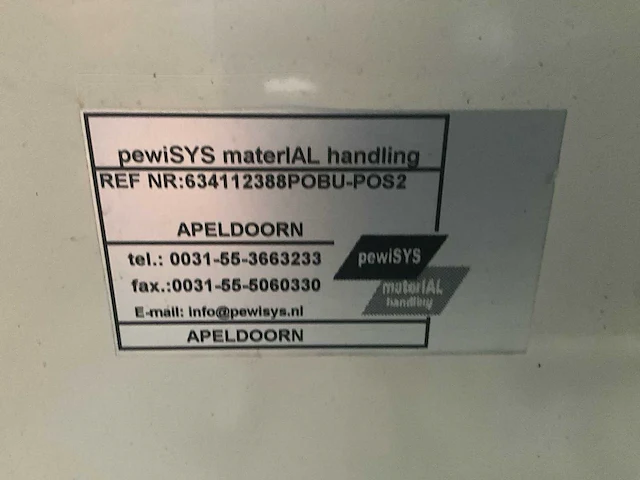 pewiSYS materIAL handling
REF NR:634112388POBU-POS2
APELDOORN
tel.: 0031-55-3663233
fax.:0031-55-5060330
E-mail: info@pewisys.nl
APELDOORN
pewiSYS
materIAL
handling